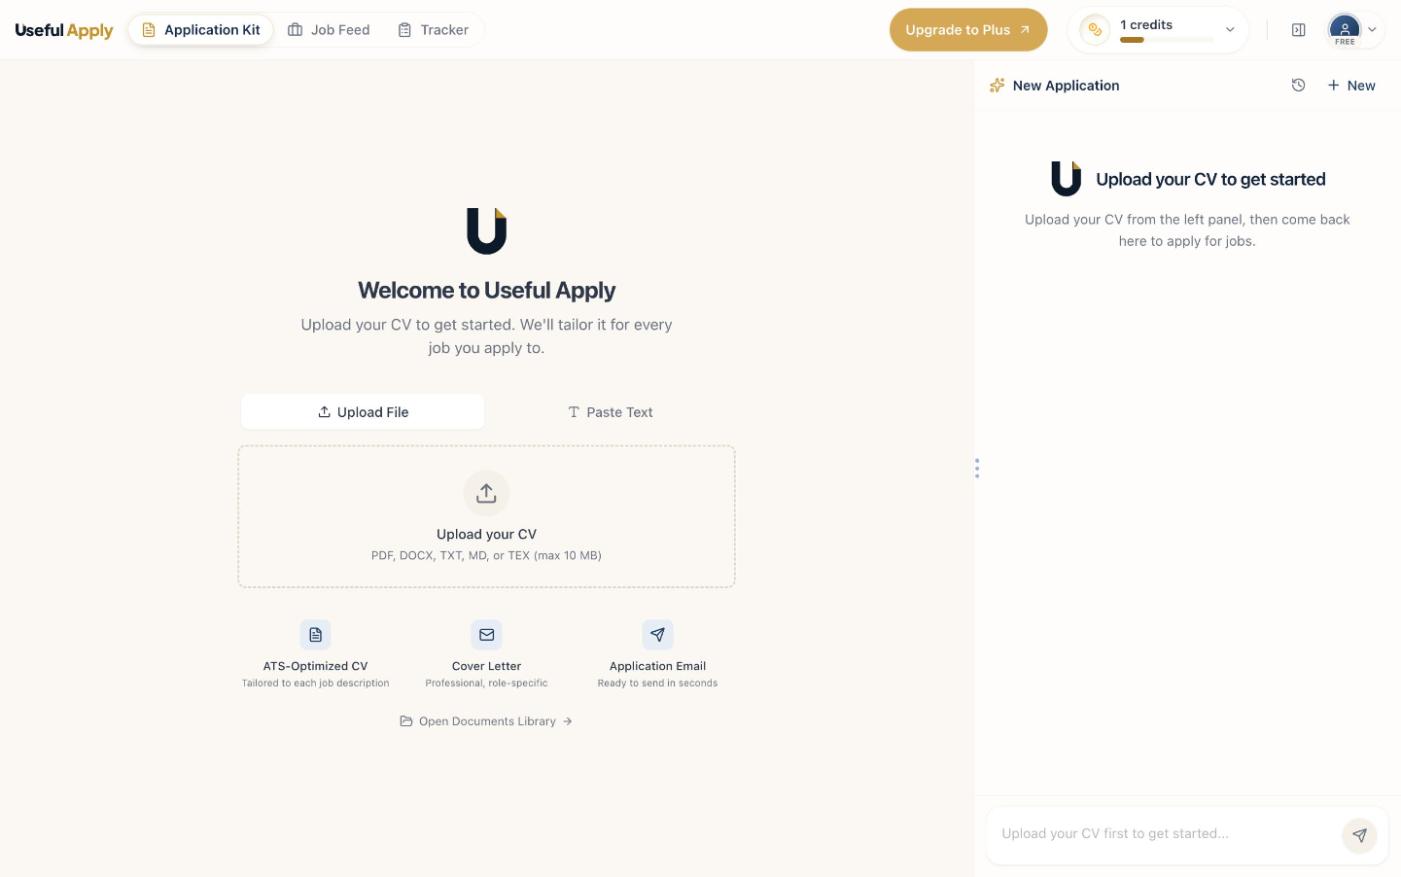 Useful Apply
Application Kit
Job Feed
Tracker
Upgrade to Plus
1 credits
FREE
New Application
New
Welcome to Useful Apply
Upload your CV to get started. We'll tailor it for every
job you apply to.
Upload File
Paste Text
Upload your CV
PDF, DOCX, TXT, MD, or TEX (max 10 MB)
ATS-Optimized CV
Tailored to each job description
Cover Letter
Professional, role-specific
Application Email
Ready to send in seconds
Open Documents Library
Upload your CV to get started
Upload your CV from the left panel, then come back
here to apply for jobs.
Upload your CV first to get started...